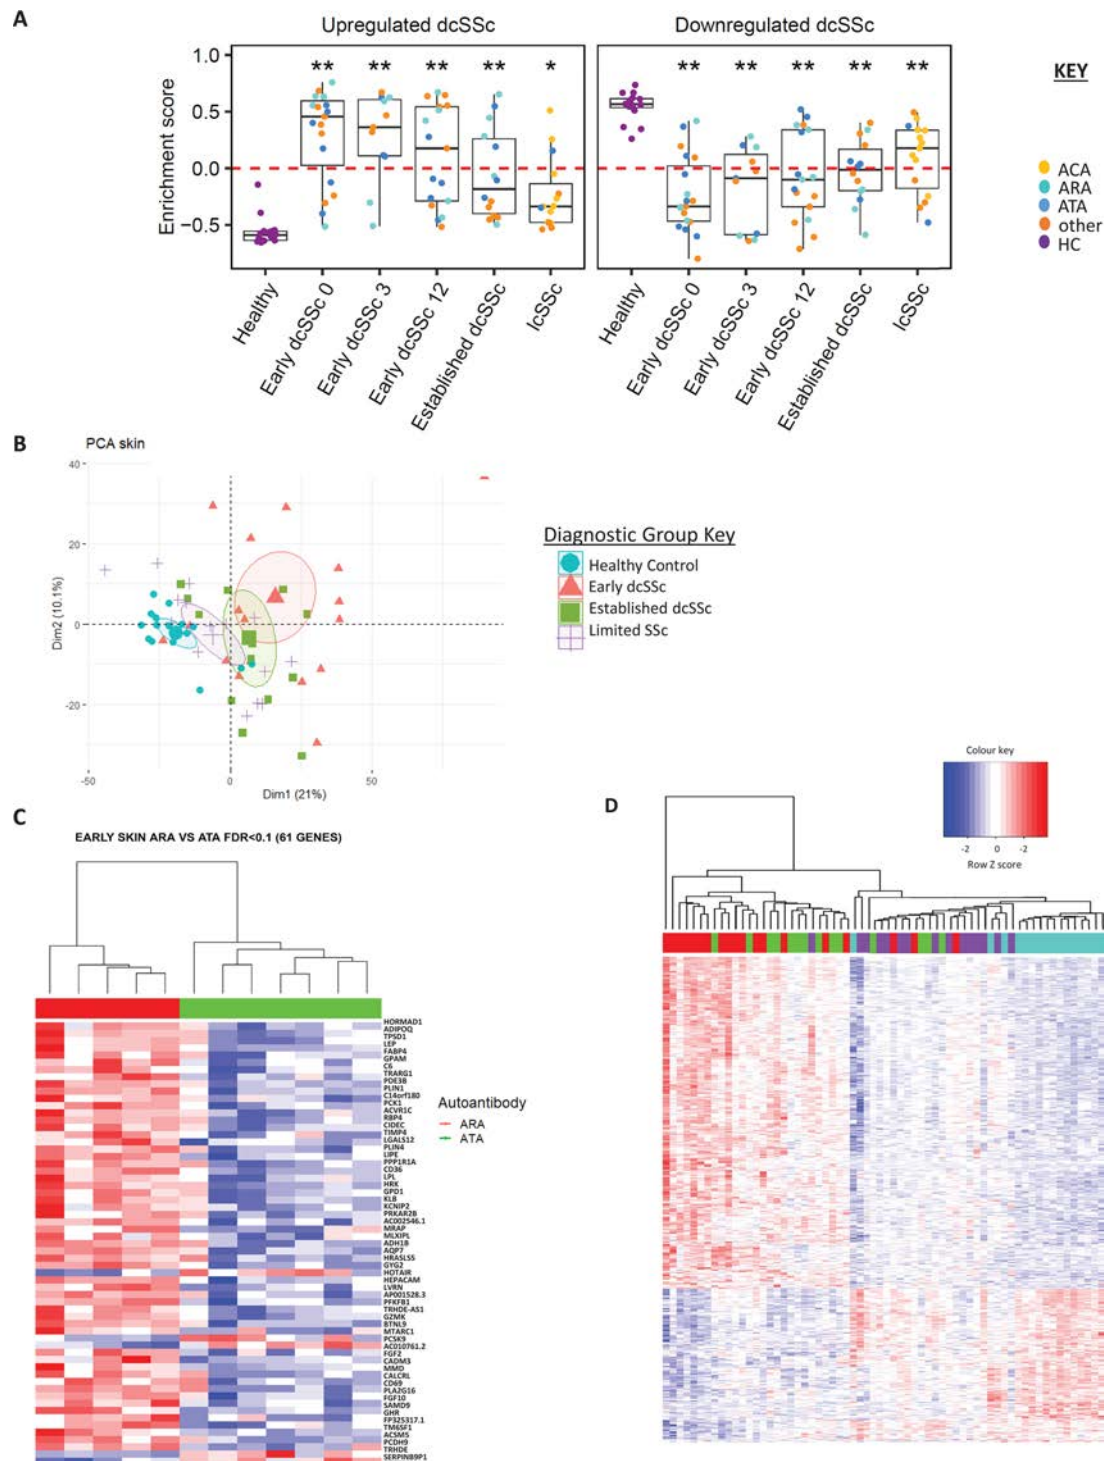 A
Upregulated dcSSc
Downregulated dcSSc
1.0
0.5
0.0
−0.5
Enrichment score
** ** ** ** *
** ** ** ** **
Healthy
Early dcSSc 0
Early dcSSc 3
Early dcSSc 12
Established dcSSc
lcSSc
Healthy
Early dcSSc 0
Early dcSSc 3
Early dcSSc 12
Established dcSSc
lcSSc
KEY
ACA
ARA
ATA
other
HC
B
PCA skin
40
20
0
-20
Dim2 (10.1%)
-50
0
50
Dim1 (21%)
Diagnostic Group Key
Healthy Control
Early dcSSc
Established dcSSc
Limited SSc
C
EARLY SKIN ARA VS ATA FDR<0.1 (61 GENES)
HORMAD1
ADIPOQ
TPSD1
LEP
FABP4
GPAM
C6
TRARG1
PDE3B
PLIN1
C14orf180
PCK1
ACVR1C
RBP4
CIDEC
TIMP4
LGALS12
PLIN4
LIPE
PPP1R1A
CD36
LPL
HRK
GPD1
KLB
KCNIP2
PRKAR2B
AC002546.1
MRAP
MLXIPL
ADH1B
AQP7
HRASLS5
GYG2
HOTAIR
HEPACAM
LVRN
AP001528.3
PFKFB1
TRHDE-AS1
GZMK
BTNL9
MTARC1
PCSK9
AC010761.2
FGF2
CADM3
MMD
CALCRL
CD69
PLA2G16
FGF10
SAMD9
GHR
FP325317.1
TM6SF1
ACSM5
PCDH9
TRHDE
SERPINB9P1
Autoantibody
ARA
ATA
D
Colour key
-2
0
-2
Row Z score